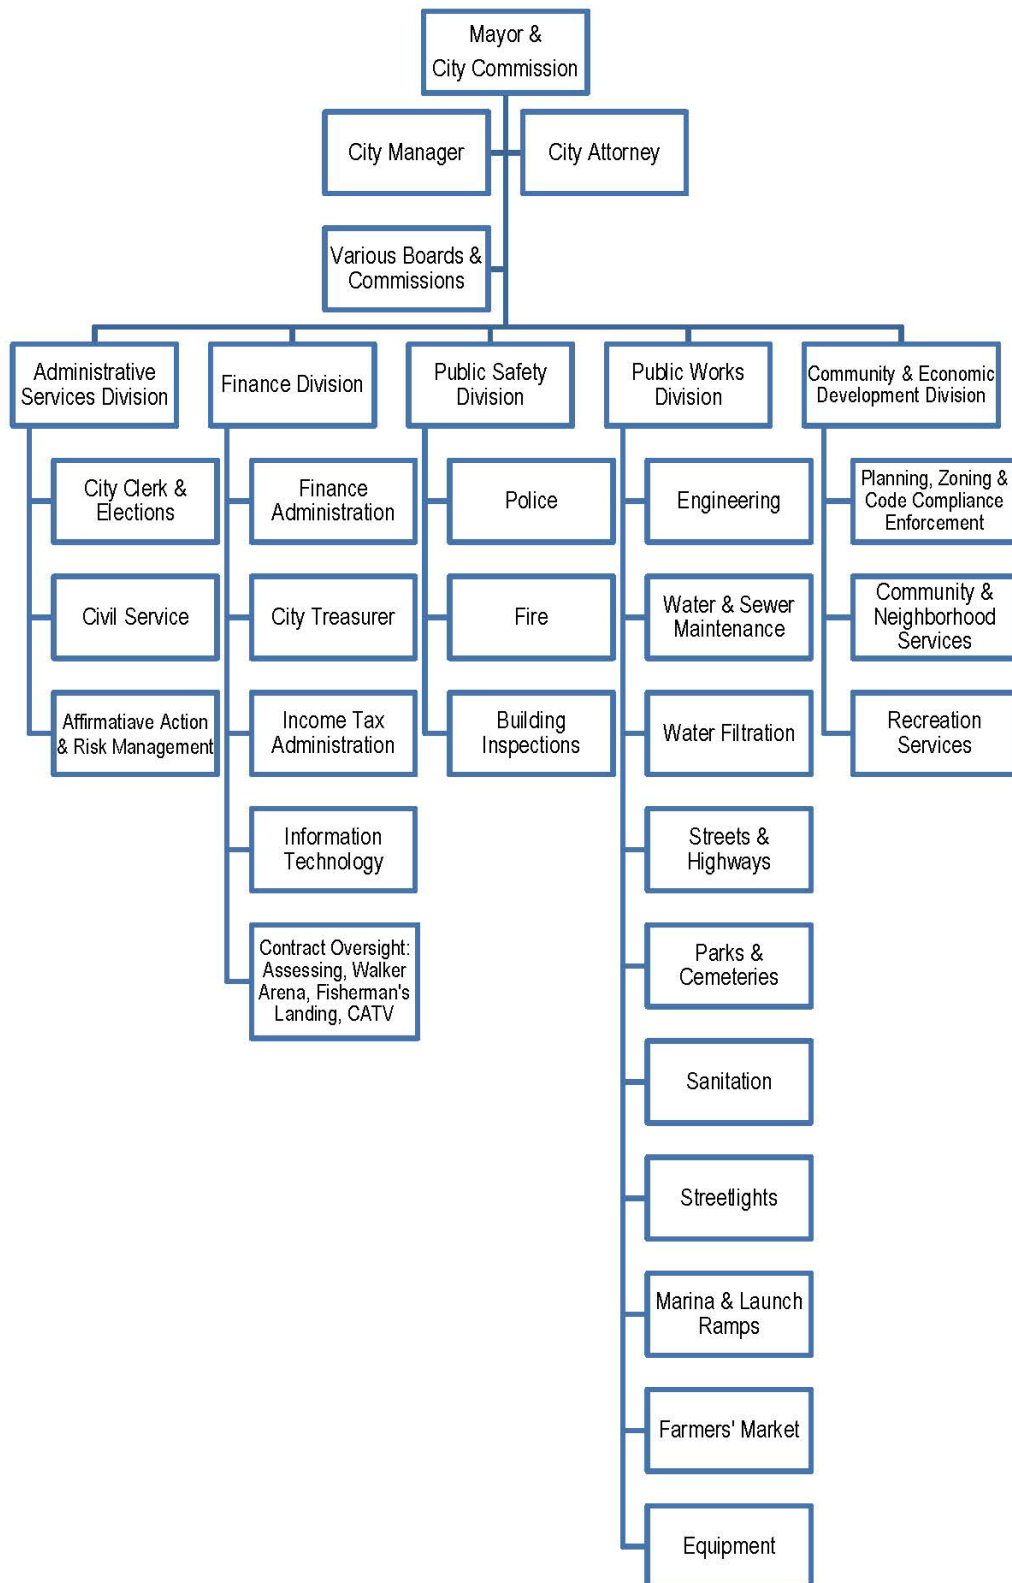 Mayor &
City Commission
City Manager
City Attorney
Various Boards &
Commissions
Administrative
Services Division
Finance Division
Public Safety
Division
Public Works
Division
Community & Economic
Development Division
City Clerk &
Elections
Civil Service
Affirmatiave Action
& Risk Management
Finance
Administration
City Treasurer
Income Tax
Administration
Information
Technology
Contract Oversight:
Assessing, Walker
Arena, Fisherman's
Landing, CATV
Police
Fire
Building
Inspections
Engineering
Water & Sewer
Maintenance
Water Filtration
Streets &
Highways
Parks &
Cemeteries
Sanitation
Streetlights
Marina & Launch
Ramps
Farmers' Market
Equipment
Planning, Zoning &
Code Compliance
Enforcement
Community &
Neighborhood
Services
Recreation
Services